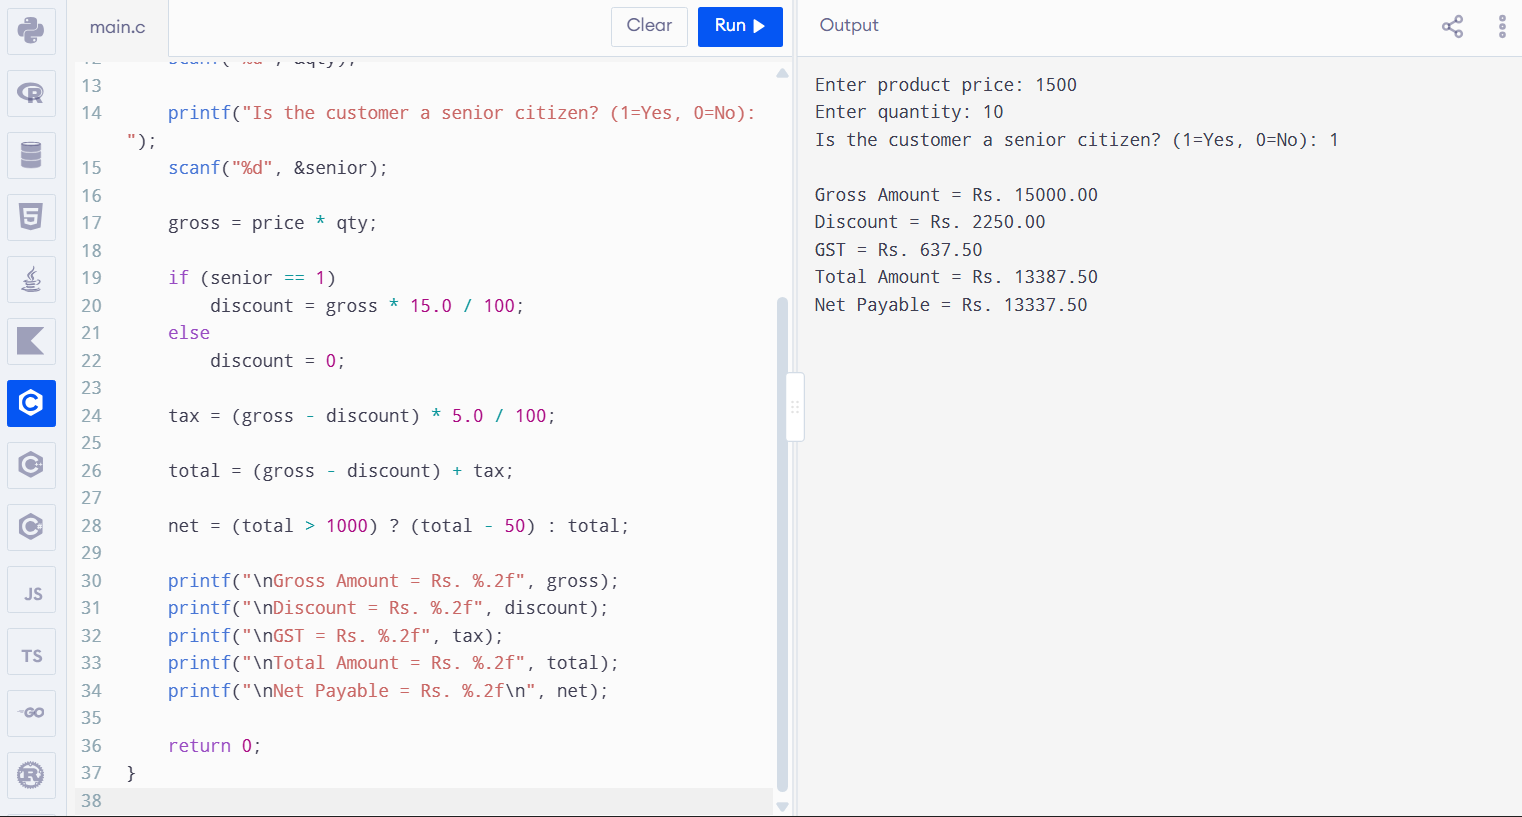 main.c
Clear
Run
Output
12    scanf("%d", &qty);
13
14    printf("Is the customer a senior citizen? (1=Yes, 0=No):
");
15    scanf("%d", &senior);
16
17    gross = price * qty;
18
19    if (senior == 1)
20        discount = gross * 15.0 / 100;
21    else
22        discount = 0;
23
24    tax = (gross - discount) * 5.0 / 100;
25
26    total = (gross - discount) + tax;
27
28    net = (total > 1000) ? (total - 50) : total;
29
30    printf("\nGross Amount = Rs. %.2f", gross);
31    printf("\nDiscount = Rs. %.2f", discount);
32    printf("\nGST = Rs. %.2f", tax);
33    printf("\nTotal Amount = Rs. %.2f", total);
34    printf("\nNet Payable = Rs. %.2f\n", net);
35
36    return 0;
37 }
38
Enter product price: 1500
Enter quantity: 10
Is the customer a senior citizen? (1=Yes, 0=No): 1
Gross Amount = Rs. 15000.00
Discount = Rs. 2250.00
GST = Rs. 637.50
Total Amount = Rs. 13387.50
Net Payable = Rs. 13337.50
R
5
C
C
C
JS
TS
GO
R